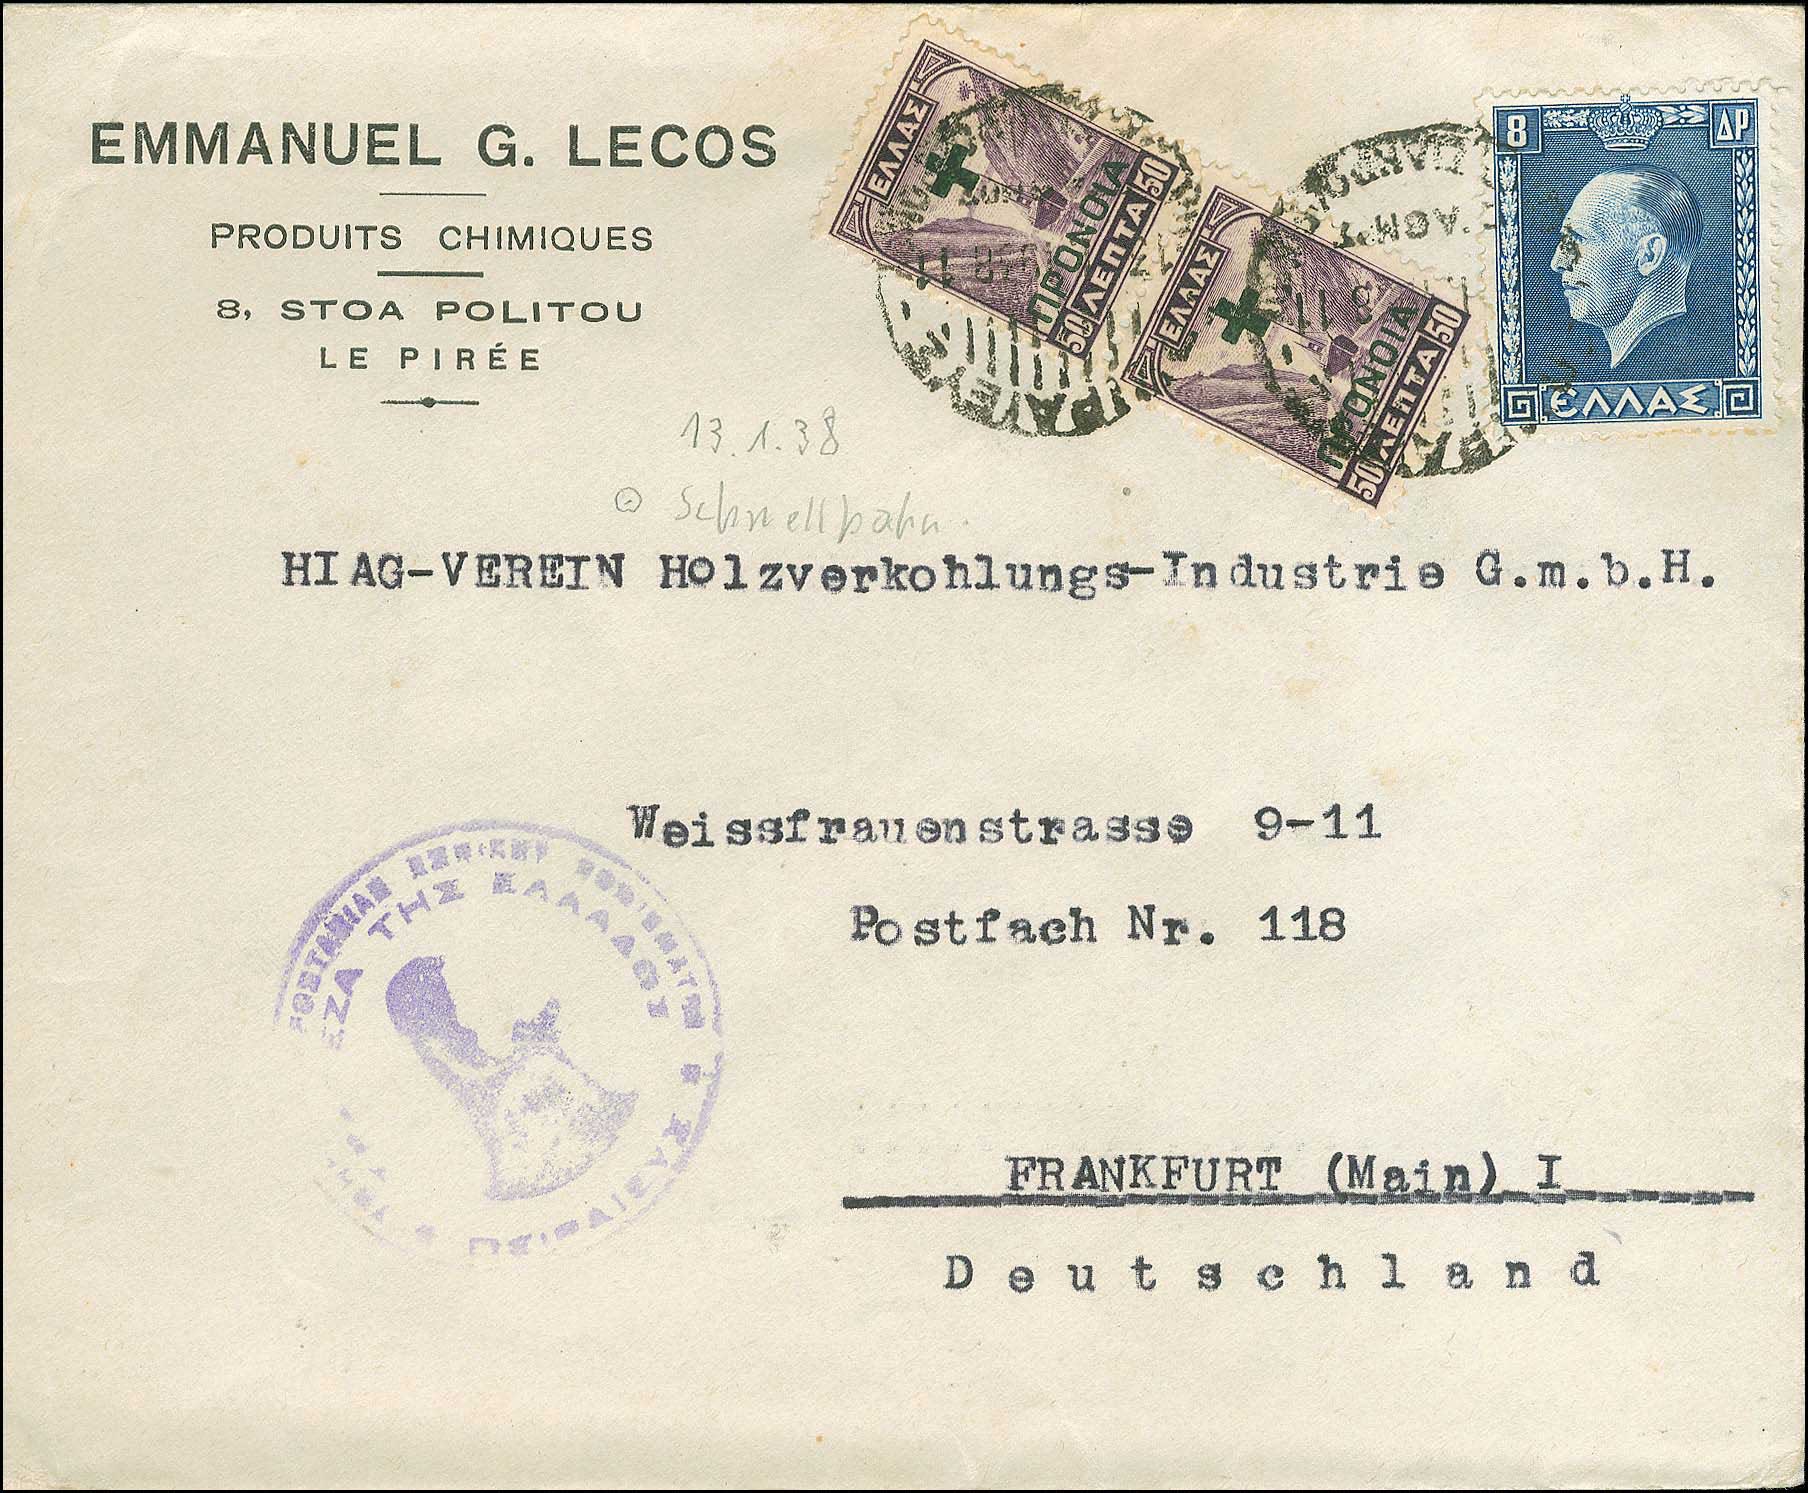 EMMANUEL G. LECOS
PRODUITS CHIMIQUES
8, STOA POLITOU
LE PIRÉE
ΕΛΛΑΣ
ΠΡΟΝΟΙΑ
50 ΛΕΠΤΑ 50
ΕΛΛΑΣ
ΠΡΟΝΟΙΑ
50 ΛΕΠΤΑ 50
8 ΔΡ
ΕΛΛΑΣ
13.1.38
Schnellbahn.
HIAG-VEREIN Holzverkohlungs-Industrie G.m.b.H.
Weissfrauenstrasse 9-11
Postfach Nr. 118
ΤΗΣ ΕΛΛΑΔΟΣ
FRANKFURT (Main) I
Deutschland